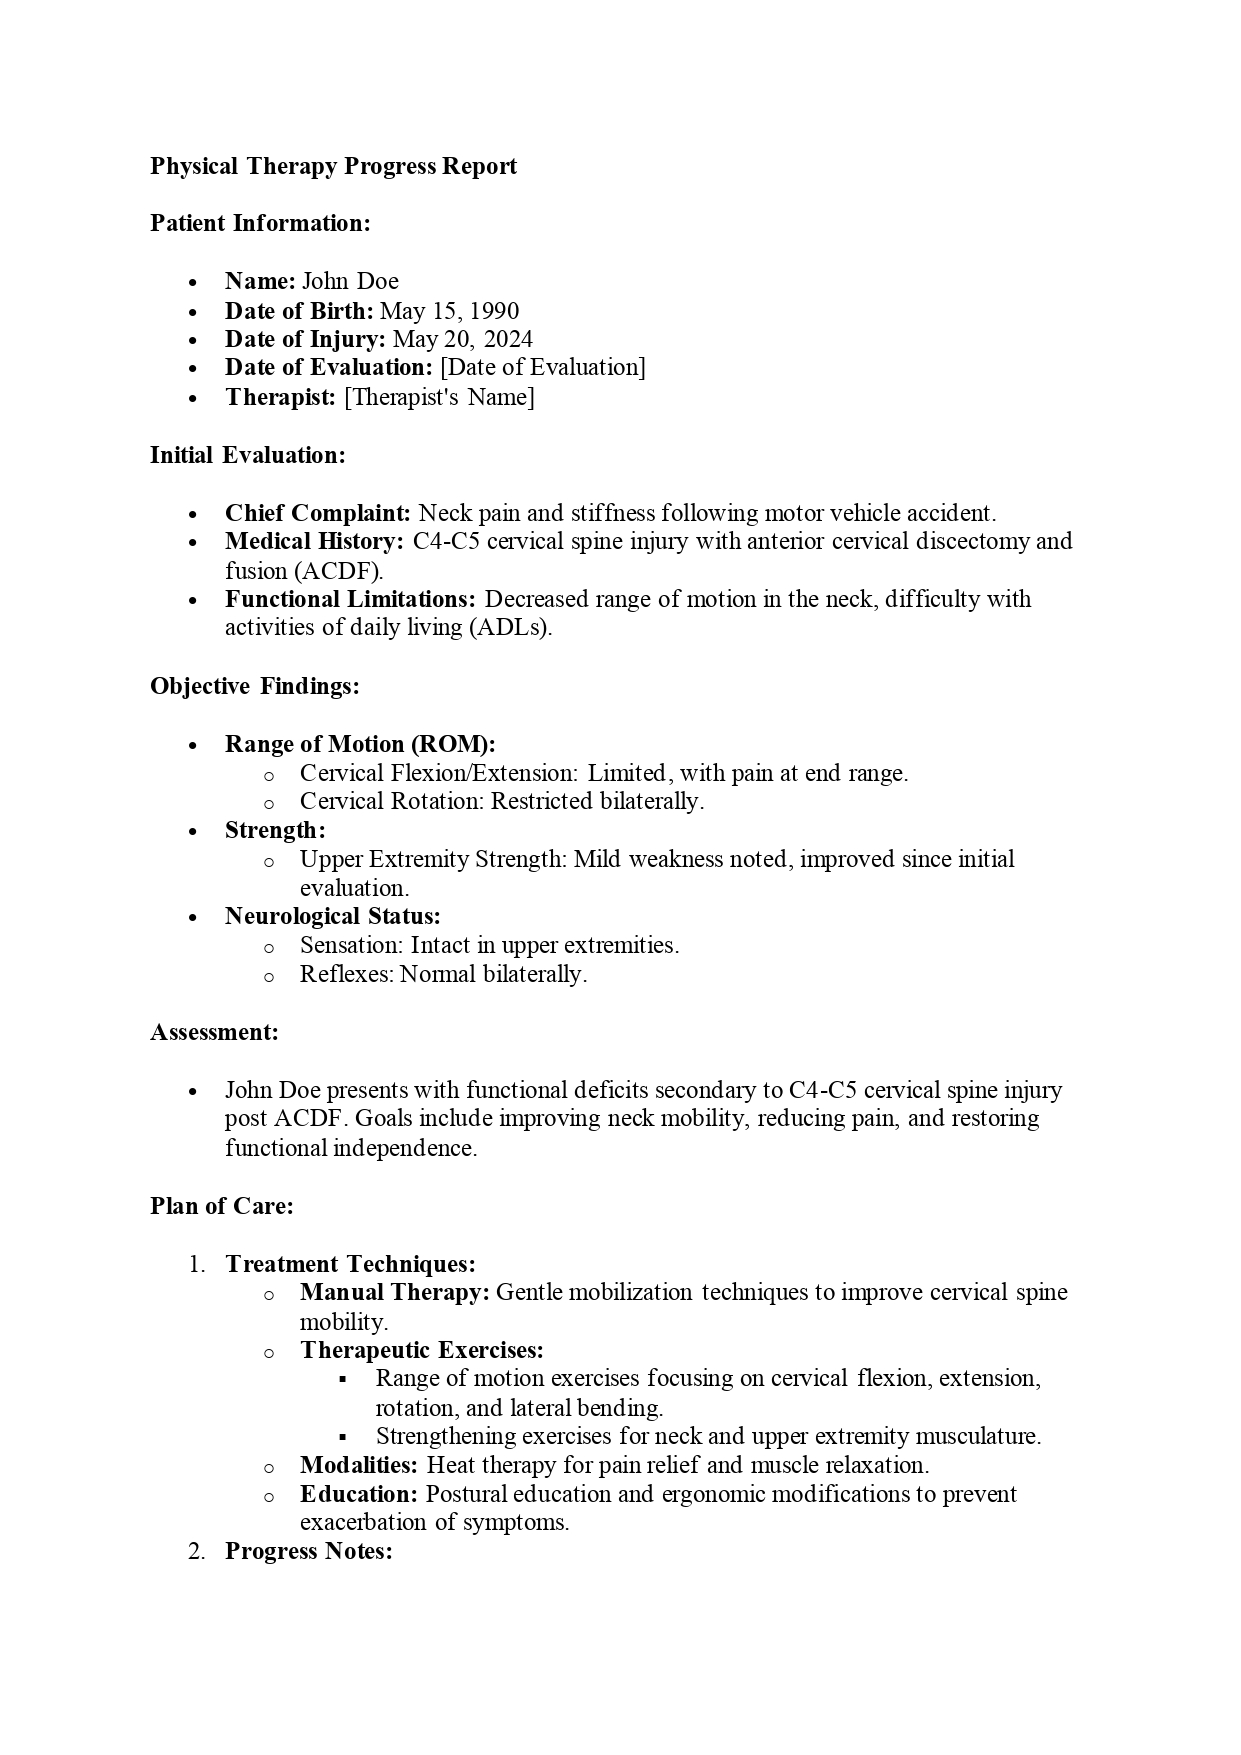 Physical Therapy Progress Report
Patient Information:
• Name: John Doe
• Date of Birth: May 15, 1990
• Date of Injury: May 20, 2024
• Date of Evaluation: [Date of Evaluation]
• Therapist: [Therapist's Name]
Initial Evaluation:
• Chief Complaint: Neck pain and stiffness following motor vehicle accident.
• Medical History: C4-C5 cervical spine injury with anterior cervical discectomy and
fusion (ACDF).
• Functional Limitations: Decreased range of motion in the neck, difficulty with
activities of daily living (ADLs).
Objective Findings:
• Range of Motion (ROM):
o Cervical Flexion/Extension: Limited, with pain at end range.
o Cervical Rotation: Restricted bilaterally.
• Strength:
o Upper Extremity Strength: Mild weakness noted, improved since initial
evaluation.
• Neurological Status:
o Sensation: Intact in upper extremities.
o Reflexes: Normal bilaterally.
Assessment:
• John Doe presents with functional deficits secondary to C4-C5 cervical spine injury
post ACDF. Goals include improving neck mobility, reducing pain, and restoring
functional independence.
Plan of Care:
1. Treatment Techniques:
o Manual Therapy: Gentle mobilization techniques to improve cervical spine
mobility.
o Therapeutic Exercises:
▪ Range of motion exercises focusing on cervical flexion, extension,
rotation, and lateral bending.
▪ Strengthening exercises for neck and upper extremity musculature.
o Modalities: Heat therapy for pain relief and muscle relaxation.
o Education: Postural education and ergonomic modifications to prevent
exacerbation of symptoms.
2. Progress Notes: